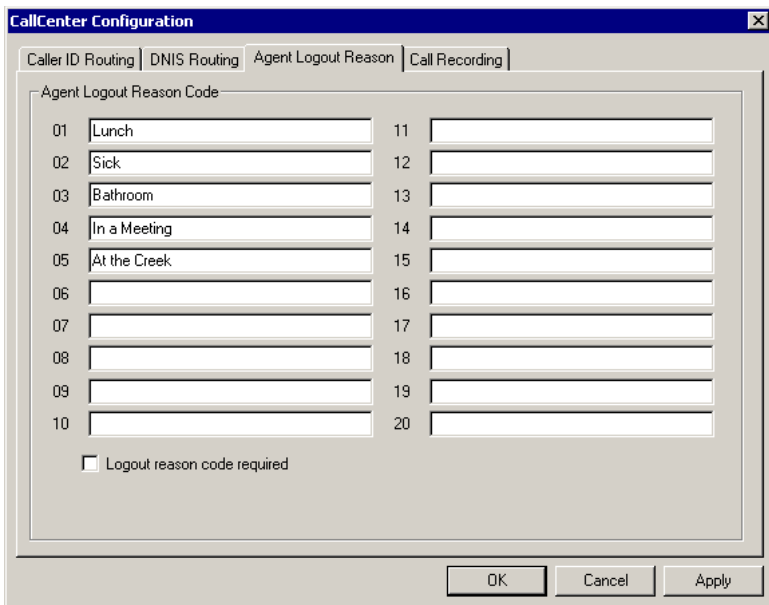 CallCenter Configuration
Caller ID Routing DNIS Routing Agent Logout Reason Call Recording
Agent Logout Reason Code
01 Lunch 11
02 Sick 12
03 Bathroom 13
04 In a Meeting 14
05 At the Creek 15
06 16
07 17
08 18
09 19
10 20
Logout reason code required
OK Cancel Apply